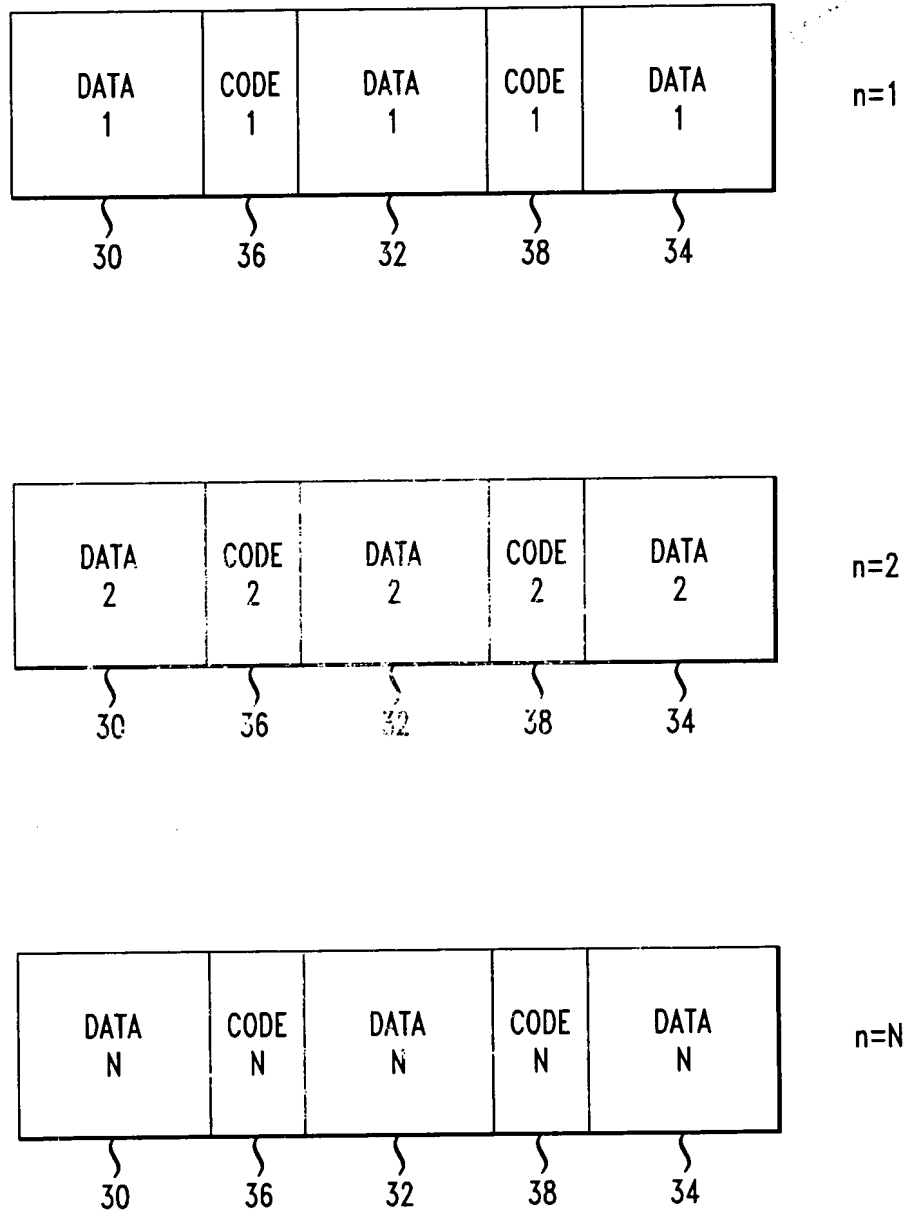 DATA CODE DATA CODE DATA n=1
1 1 1 1 1
30 36 32 38 34
DATA CODE DATA CODE DATA n=2
2 2 2 2 2
30 36 32 38 34
DATA CODE DATA CODE DATA n=N
N N N N N
30 36 32 38 34